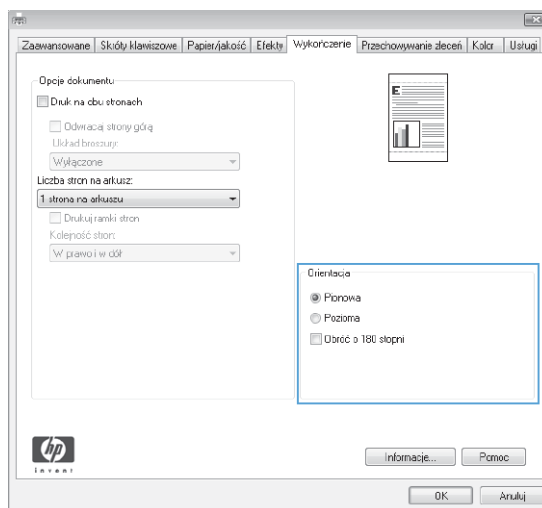 Zaawansowane Skróty klawiszowe Papier/jakość Efekty Wykończenie Przechowywanie zleceń Kolor Usługi
Opcje dokumentu
Druk na obu stronach
Odwracaj strony górą
Układ broszury:
Wyłączone
Liczba stron na arkusz:
1 strona na arkuszu
Drukuj ramki stron
Kolejność stron:
W prawo i w dół
E
Orientacja
Pionowa
Pozioma
Obróć o 180 stopni
hp
invent
Informacje... Pomoc
OK Anuluj